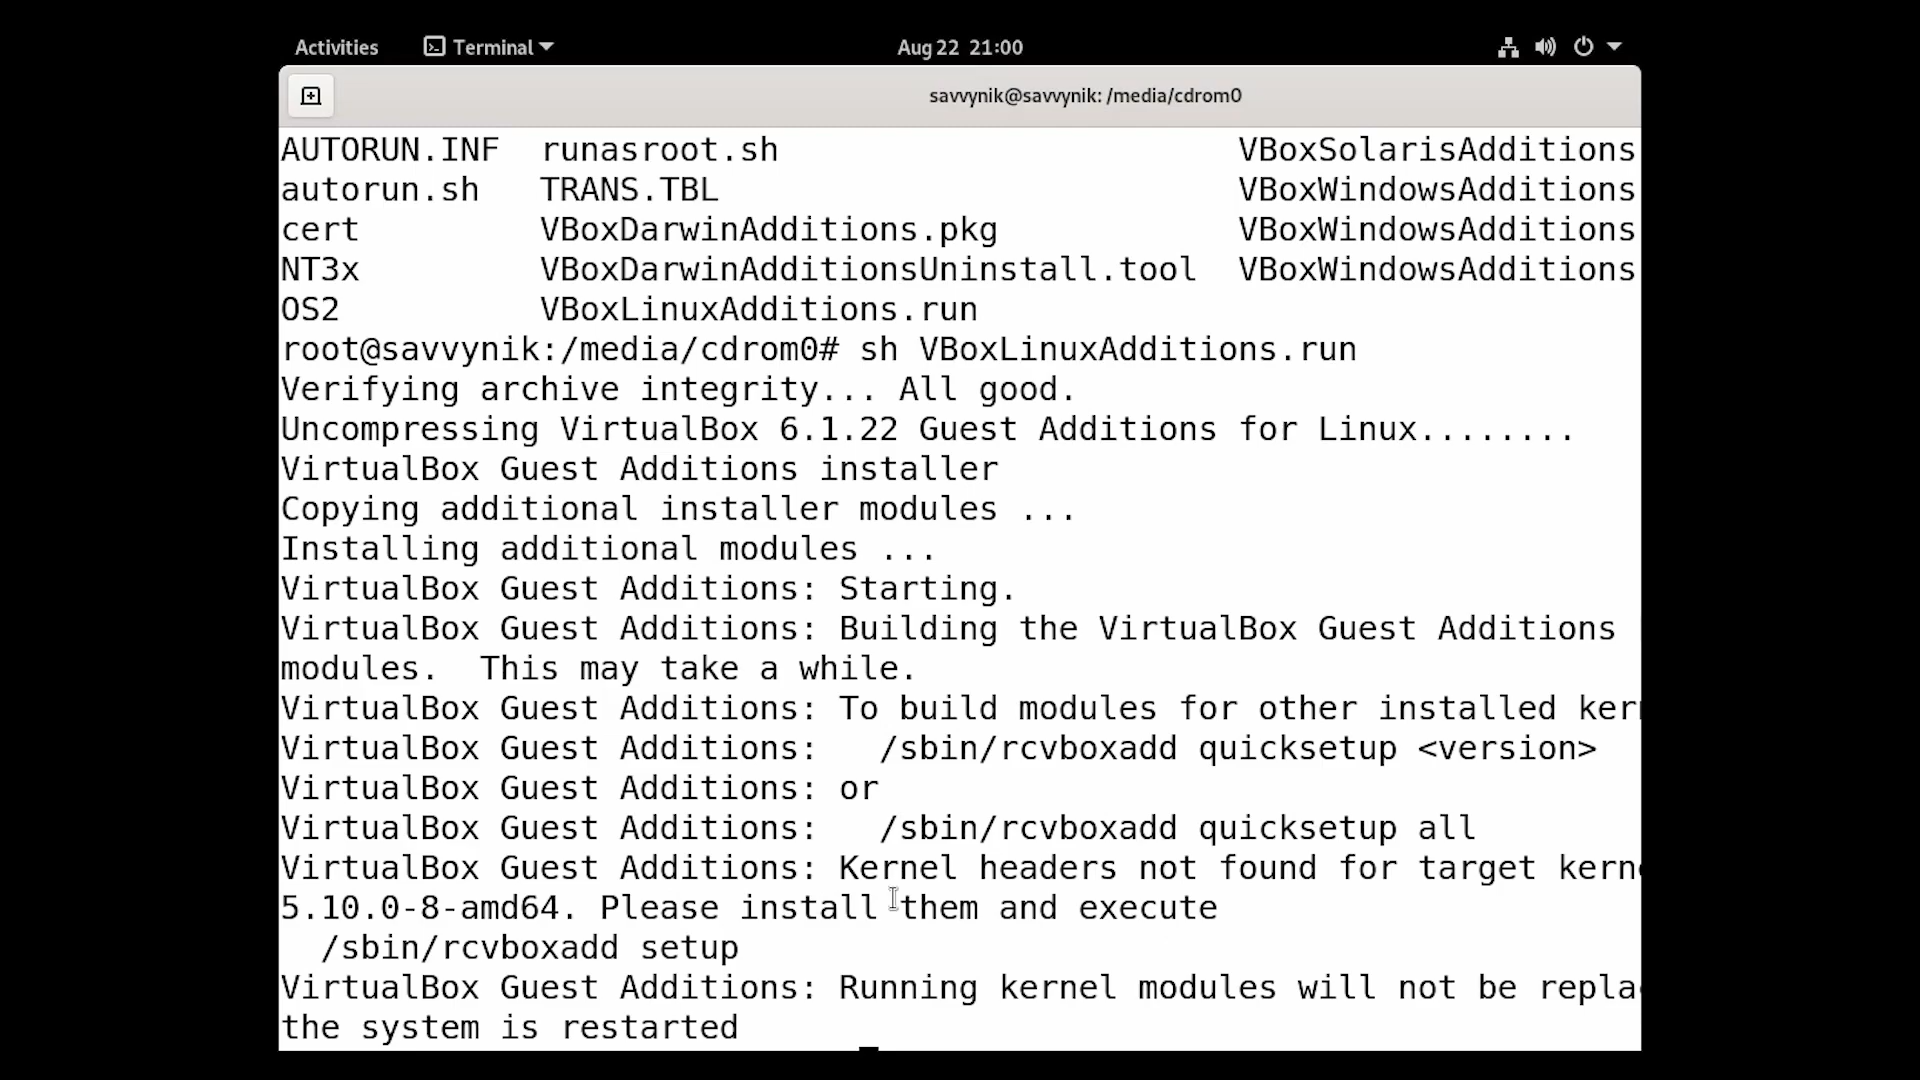 Activities Terminal Aug 22 21:00
savvynik@savvynik: /media/cdrom0
AUTORUN.INF runasroot.sh VBoxSolarisAdditions
autorun.sh TRANS.TBL VBoxWindowsAdditions
cert VBoxDarwinAdditions.pkg VBoxWindowsAdditions
NT3x VBoxDarwinAdditionsUninstall.tool VBoxWindowsAdditions
OS2 VBoxLinuxAdditions.run
root@savvynik:/media/cdrom0# sh VBoxLinuxAdditions.run
Verifying archive integrity... All good.
Uncompressing VirtualBox 6.1.22 Guest Additions for Linux........
VirtualBox Guest Additions installer
Copying additional installer modules ...
Installing additional modules ...
VirtualBox Guest Additions: Starting.
VirtualBox Guest Additions: Building the VirtualBox Guest Additions
modules.  This may take a while.
VirtualBox Guest Additions: To build modules for other installed ker
VirtualBox Guest Additions:   /sbin/rcvboxadd quicksetup <version>
VirtualBox Guest Additions: or
VirtualBox Guest Additions:   /sbin/rcvboxadd quicksetup all
VirtualBox Guest Additions: Kernel headers not found for target kern
5.10.0-8-amd64. Please install them and execute
/sbin/rcvboxadd setup
VirtualBox Guest Additions: Running kernel modules will not be repla
the system is restarted